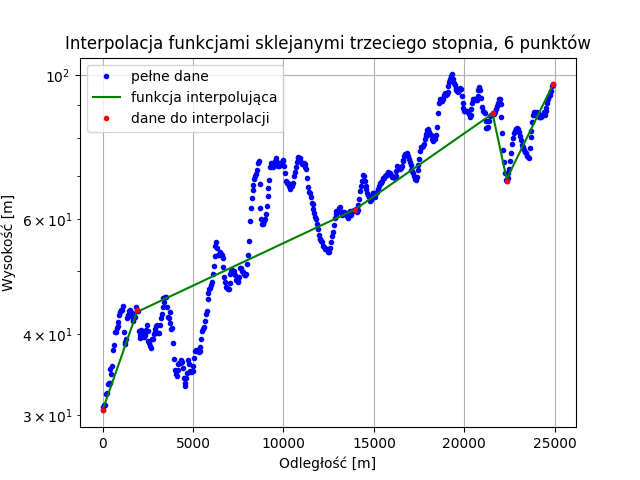 Interpolacja funkcjami sklejanymi trzeciego stopnia, 6 punktów
pełne dane
funkcja interpolująca
dane do interpolacji
10²
6 × 10¹
4 × 10¹
3 × 10¹
Wysokość [m]
0 5000 10000 15000 20000 25000
Odległość [m]